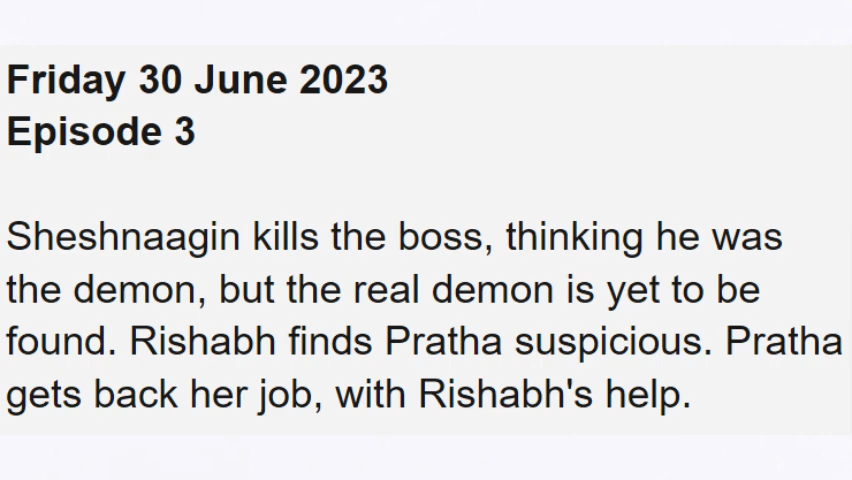 Friday 30 June 2023
Episode 3
Sheshnaagin kills the boss, thinking he was
the demon, but the real demon is yet to be
found. Rishabh finds Pratha suspicious. Pratha
gets back her job, with Rishabh's help.